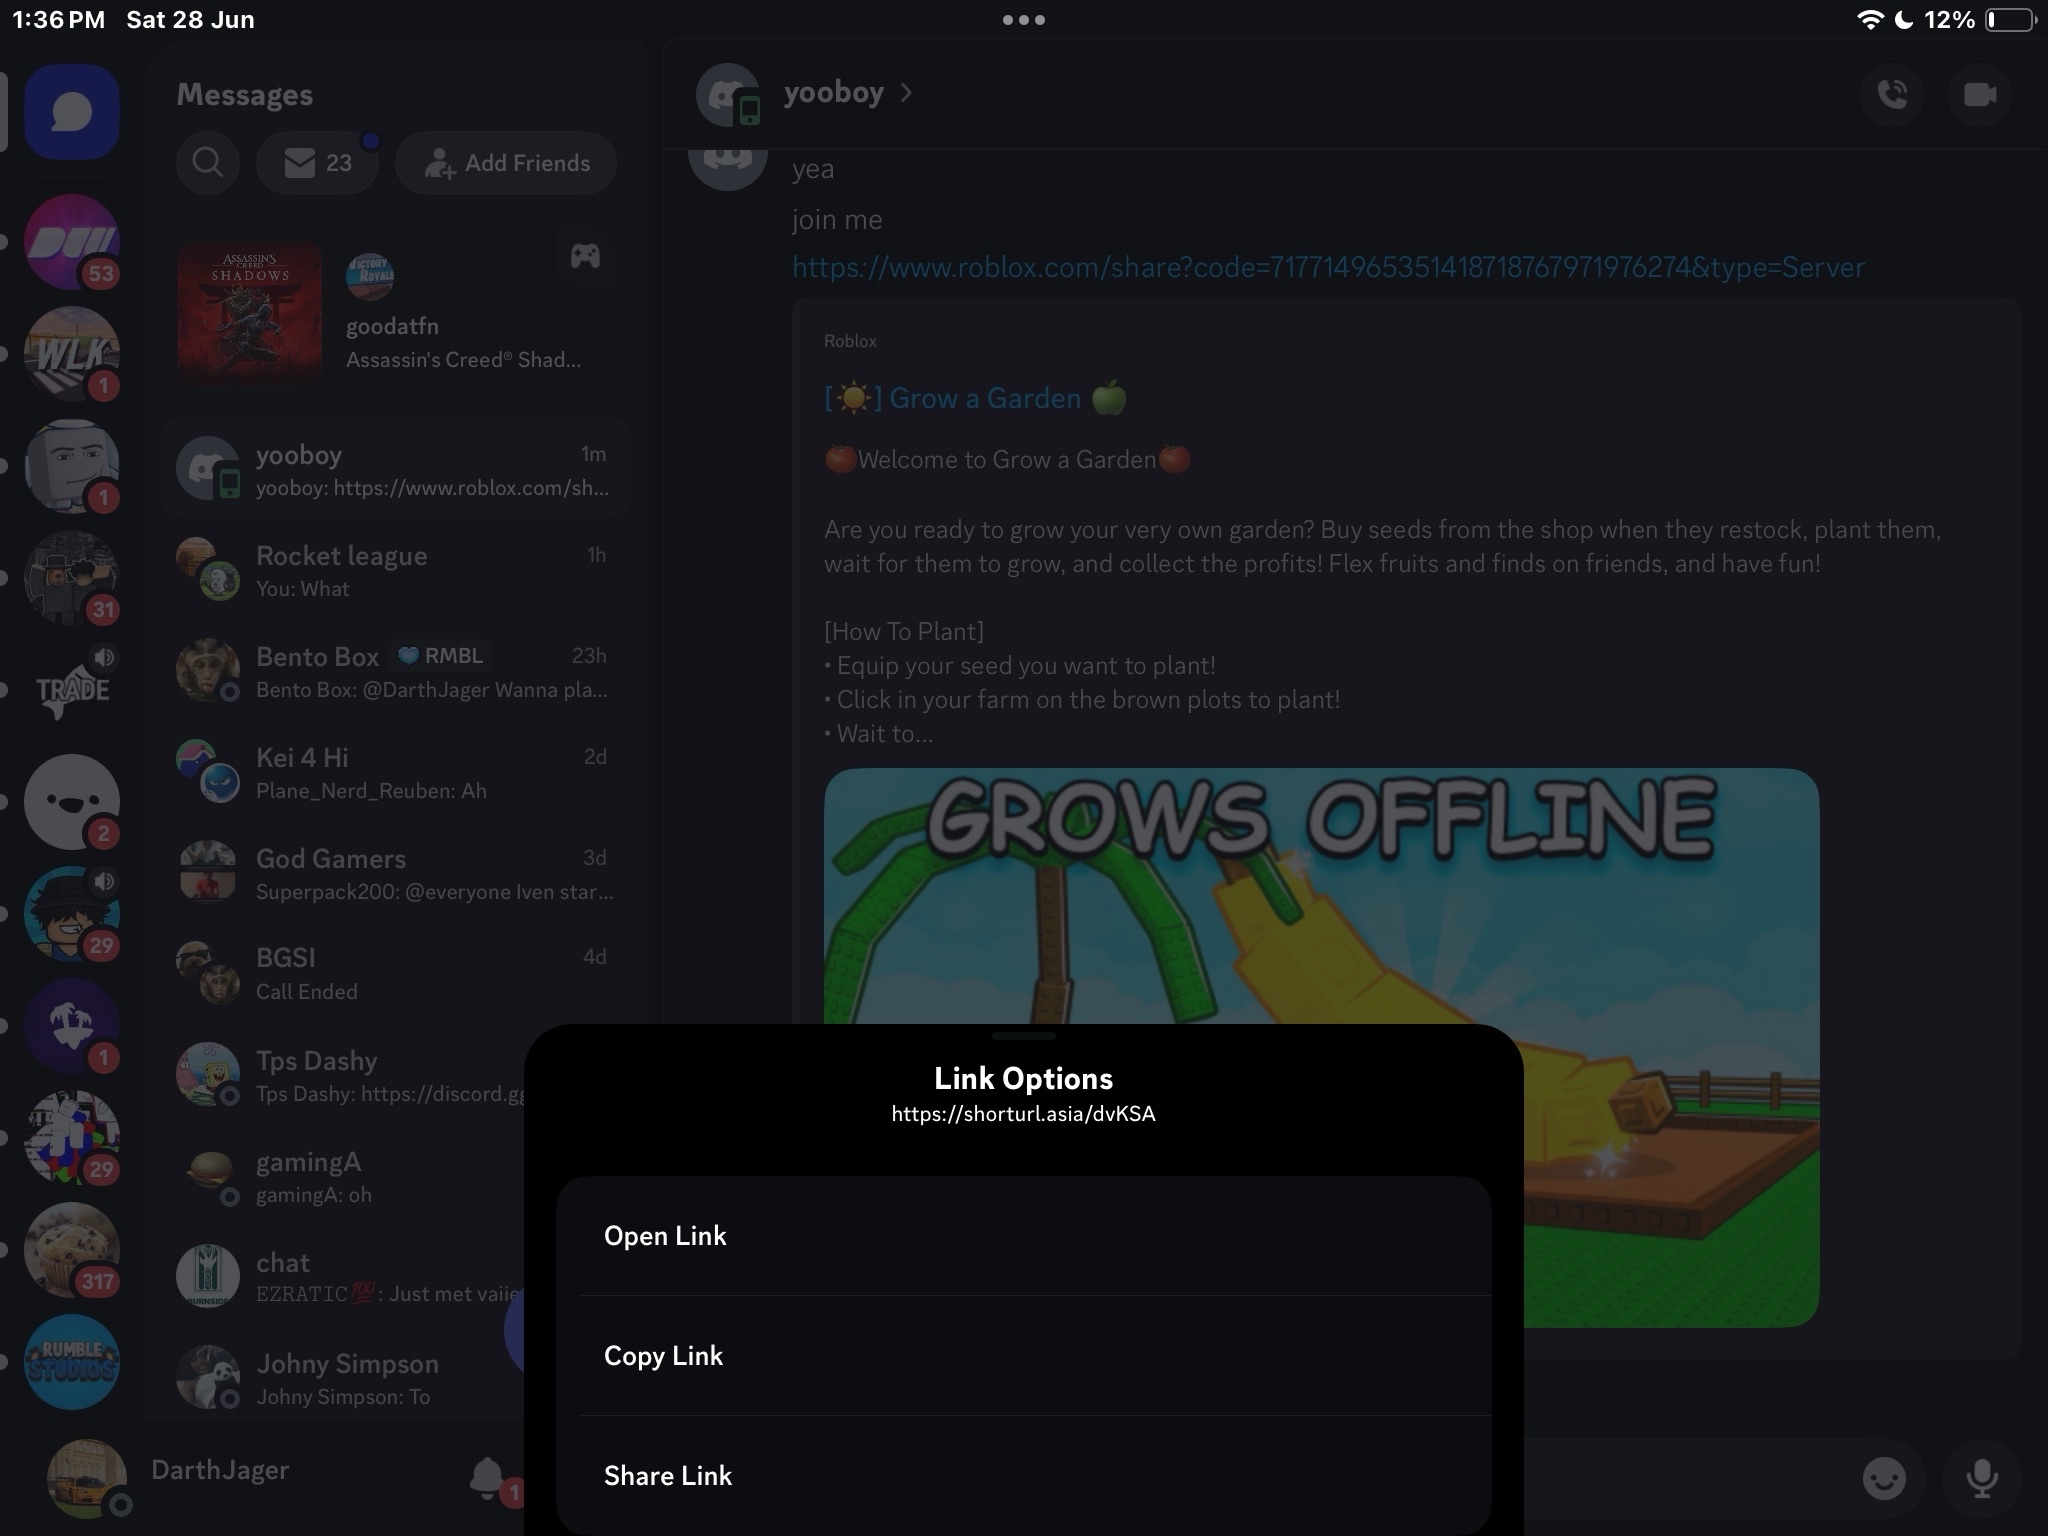 1:36 PM Sat 28 Jun
12%
Messages
23
Add Friends
ASSASSIN'S
CREED
SHADOWS
VICTORY
ROYALE
goodatfn
Assassin's Creed® Shad...
53
WLK
1
1
31
TRADE
2
29
1
29
317
RUMBLE
STUDIOS
yooboy 1m
yooboy: https://www.roblox.com/sh...
Rocket league 1h
You: What
Bento Box RMBL 23h
Bento Box: @DarthJager Wanna pla...
Kei 4 Hi 2d
Plane_Nerd_Reuben: Ah
God Gamers 3d
Superpack200: @everyone Iven star...
BGSI 4d
Call Ended
Tps Dashy
Tps Dashy: https://discord.gg
gamingA
gamingA: oh
chat
EZRATIC💯: Just met vaiie
BURNSIDE
Johny Simpson
Johny Simpson: To
DarthJager
1
yooboy
yea
join me
https://www.roblox.com/share?code=71771496535141871876797197627​4&type=Server
Roblox
[☀️] Grow a Garden 🍏
🍅Welcome to Grow a Garden🍅
Are you ready to grow your very own garden? Buy seeds from the shop when they restock, plant them,
wait for them to grow, and collect the profits! Flex fruits and finds on friends, and have fun!
[How To Plant]
• Equip your seed you want to plant!
• Click in your farm on the brown plots to plant!
• Wait to...
GROWS OFFLINE
Link Options
https://shorturl.asia/dvKSA
Open Link
Copy Link
Share Link